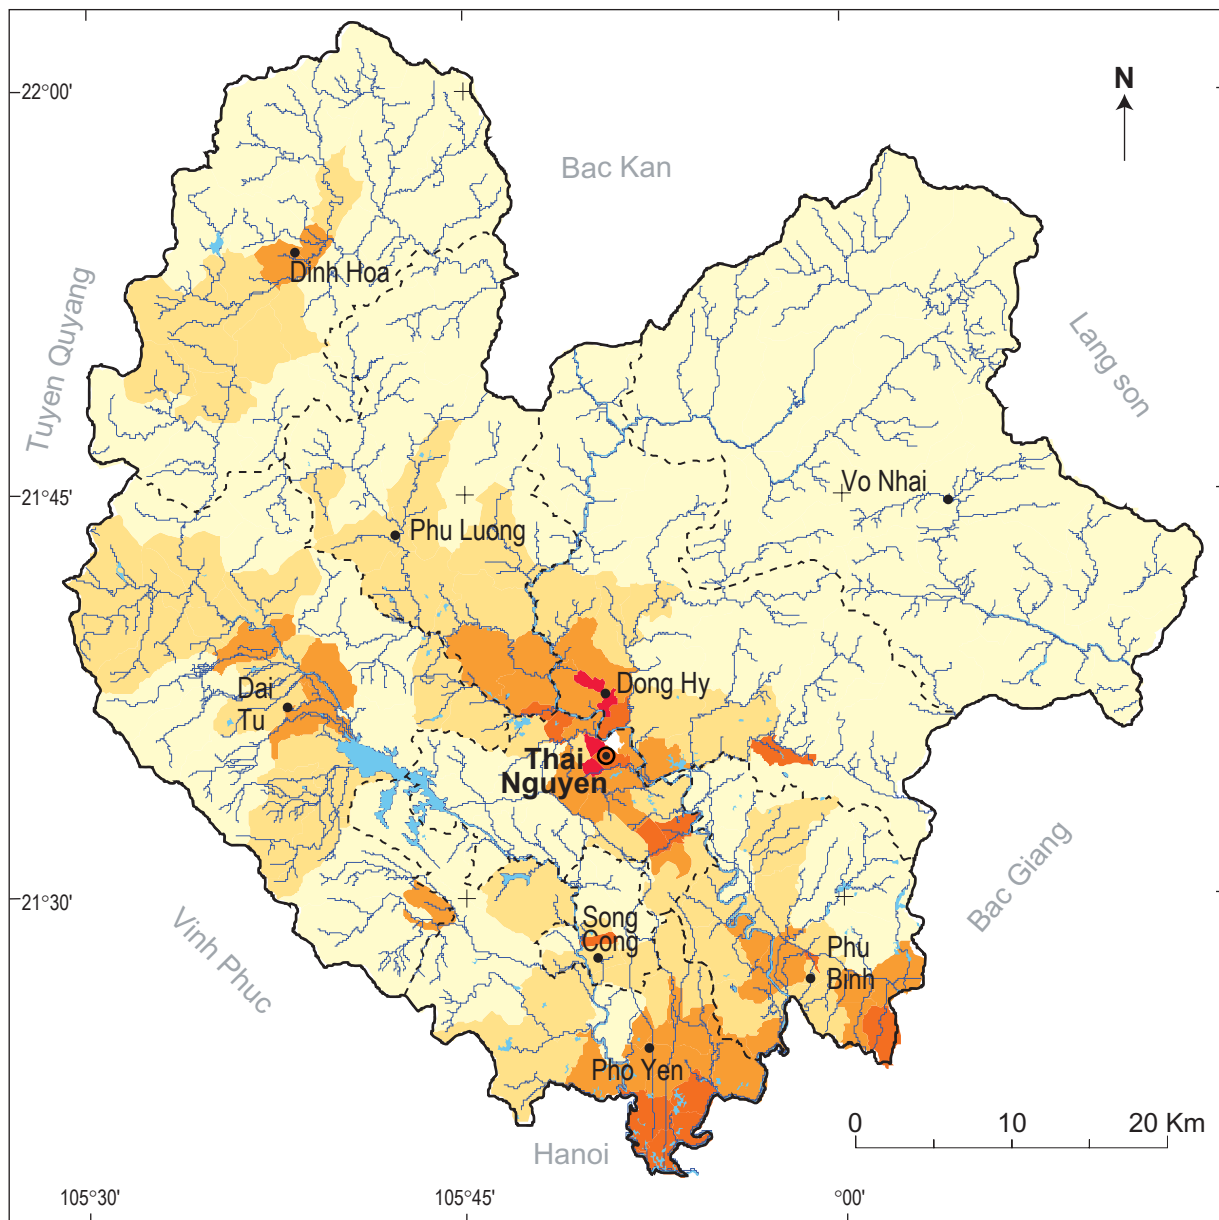 22°00'
N
Bac Kan
Dinh Hoa
Tuyen Quyang
Lang son
Vo Nhai
21°45'
Phu Luong
Dai
Tu
Dong Hy
Thai
Nguyen
Bac Giang
21°30'
Vinh Phuc
Song
Cong
Phu
Binh
Pho Yen
0 10 20 Km
Hanoi
105°30' 105°45' °00'